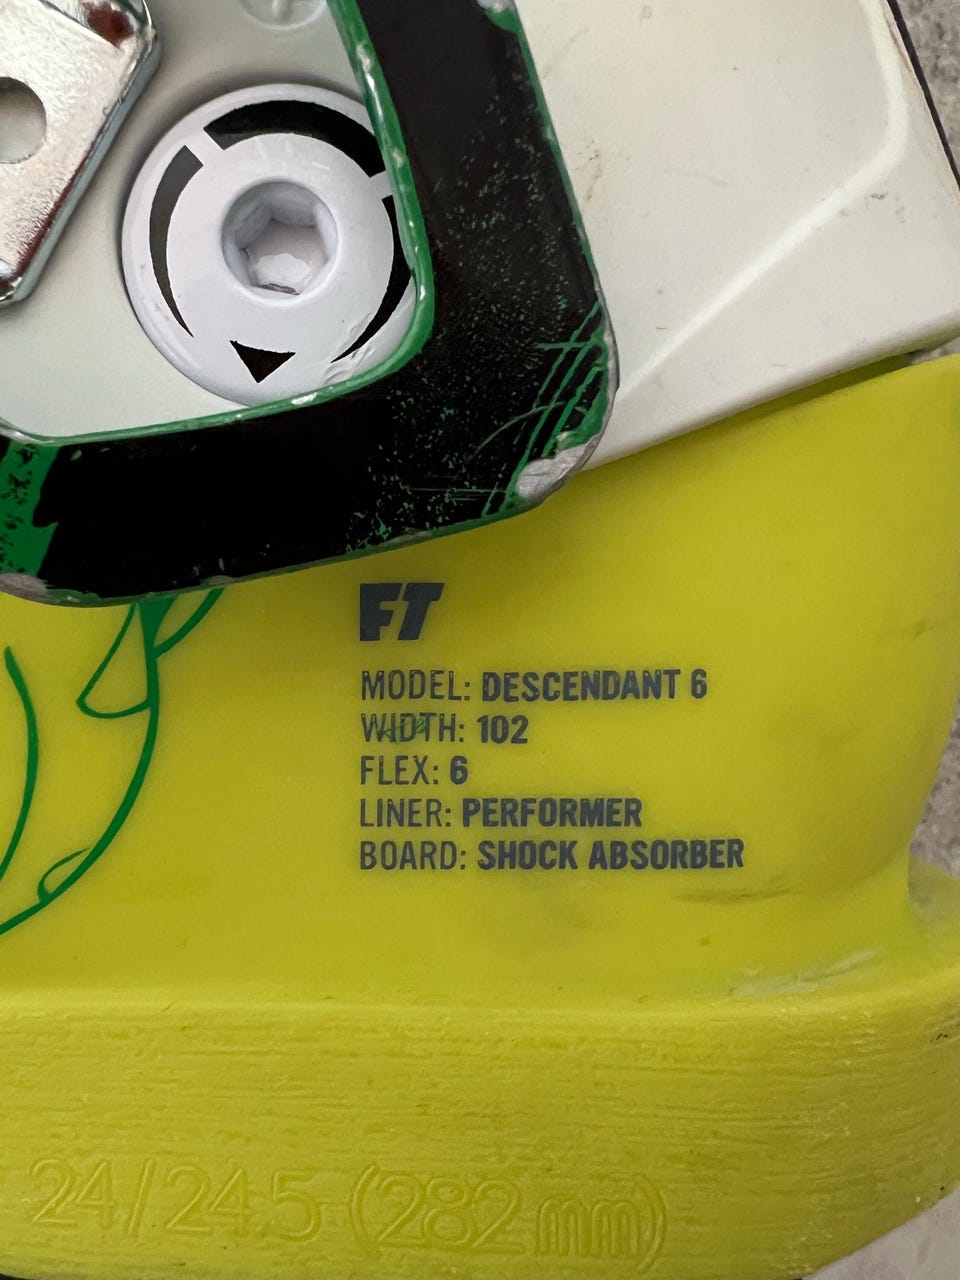 FT
MODEL: DESCENDANT 6
WIDTH: 102
FLEX: 6
LINER: PERFORMER
BOARD: SHOCK ABSORBER
24/24.5 (282 mm)